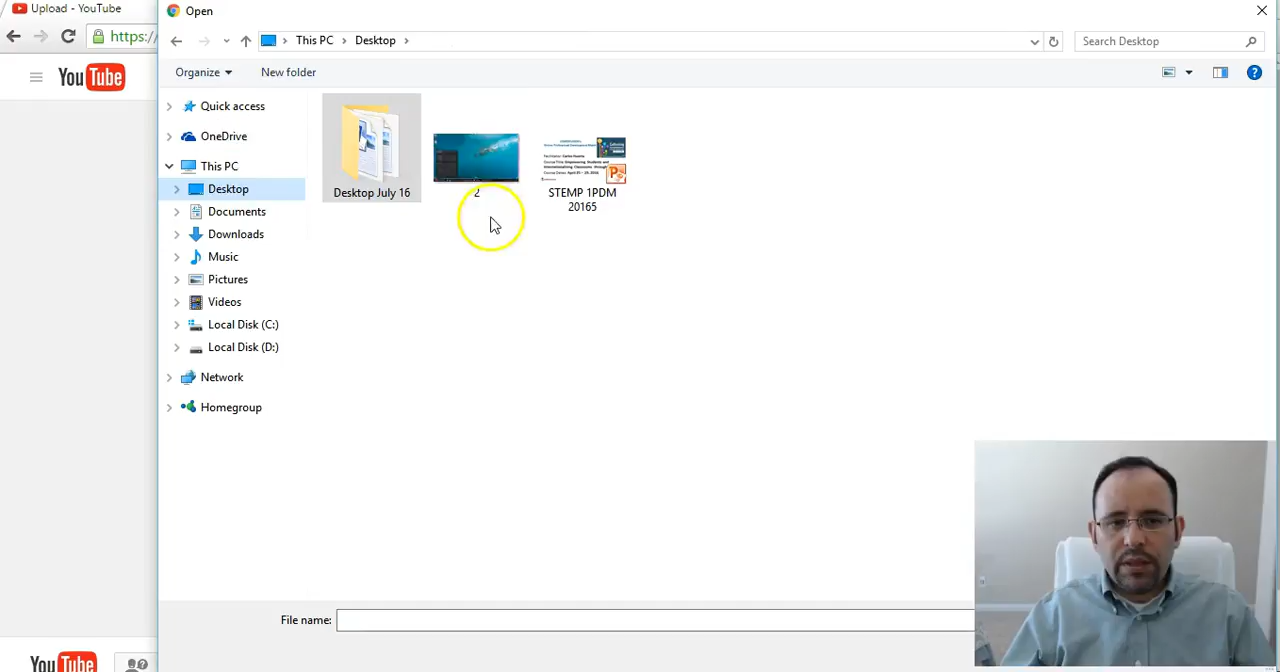 Upload - YouTube
Open
https://
This PC
Desktop
Search Desktop
Organize
New folder
YouTube
Quick access
OneDrive
This PC
Desktop
Documents
Downloads
Music
Pictures
Videos
Local Disk (C:)
Local Disk (D:)
Network
Homegroup
Desktop July 16
2
STEMP 1PDM
20165
File name:
YouTube